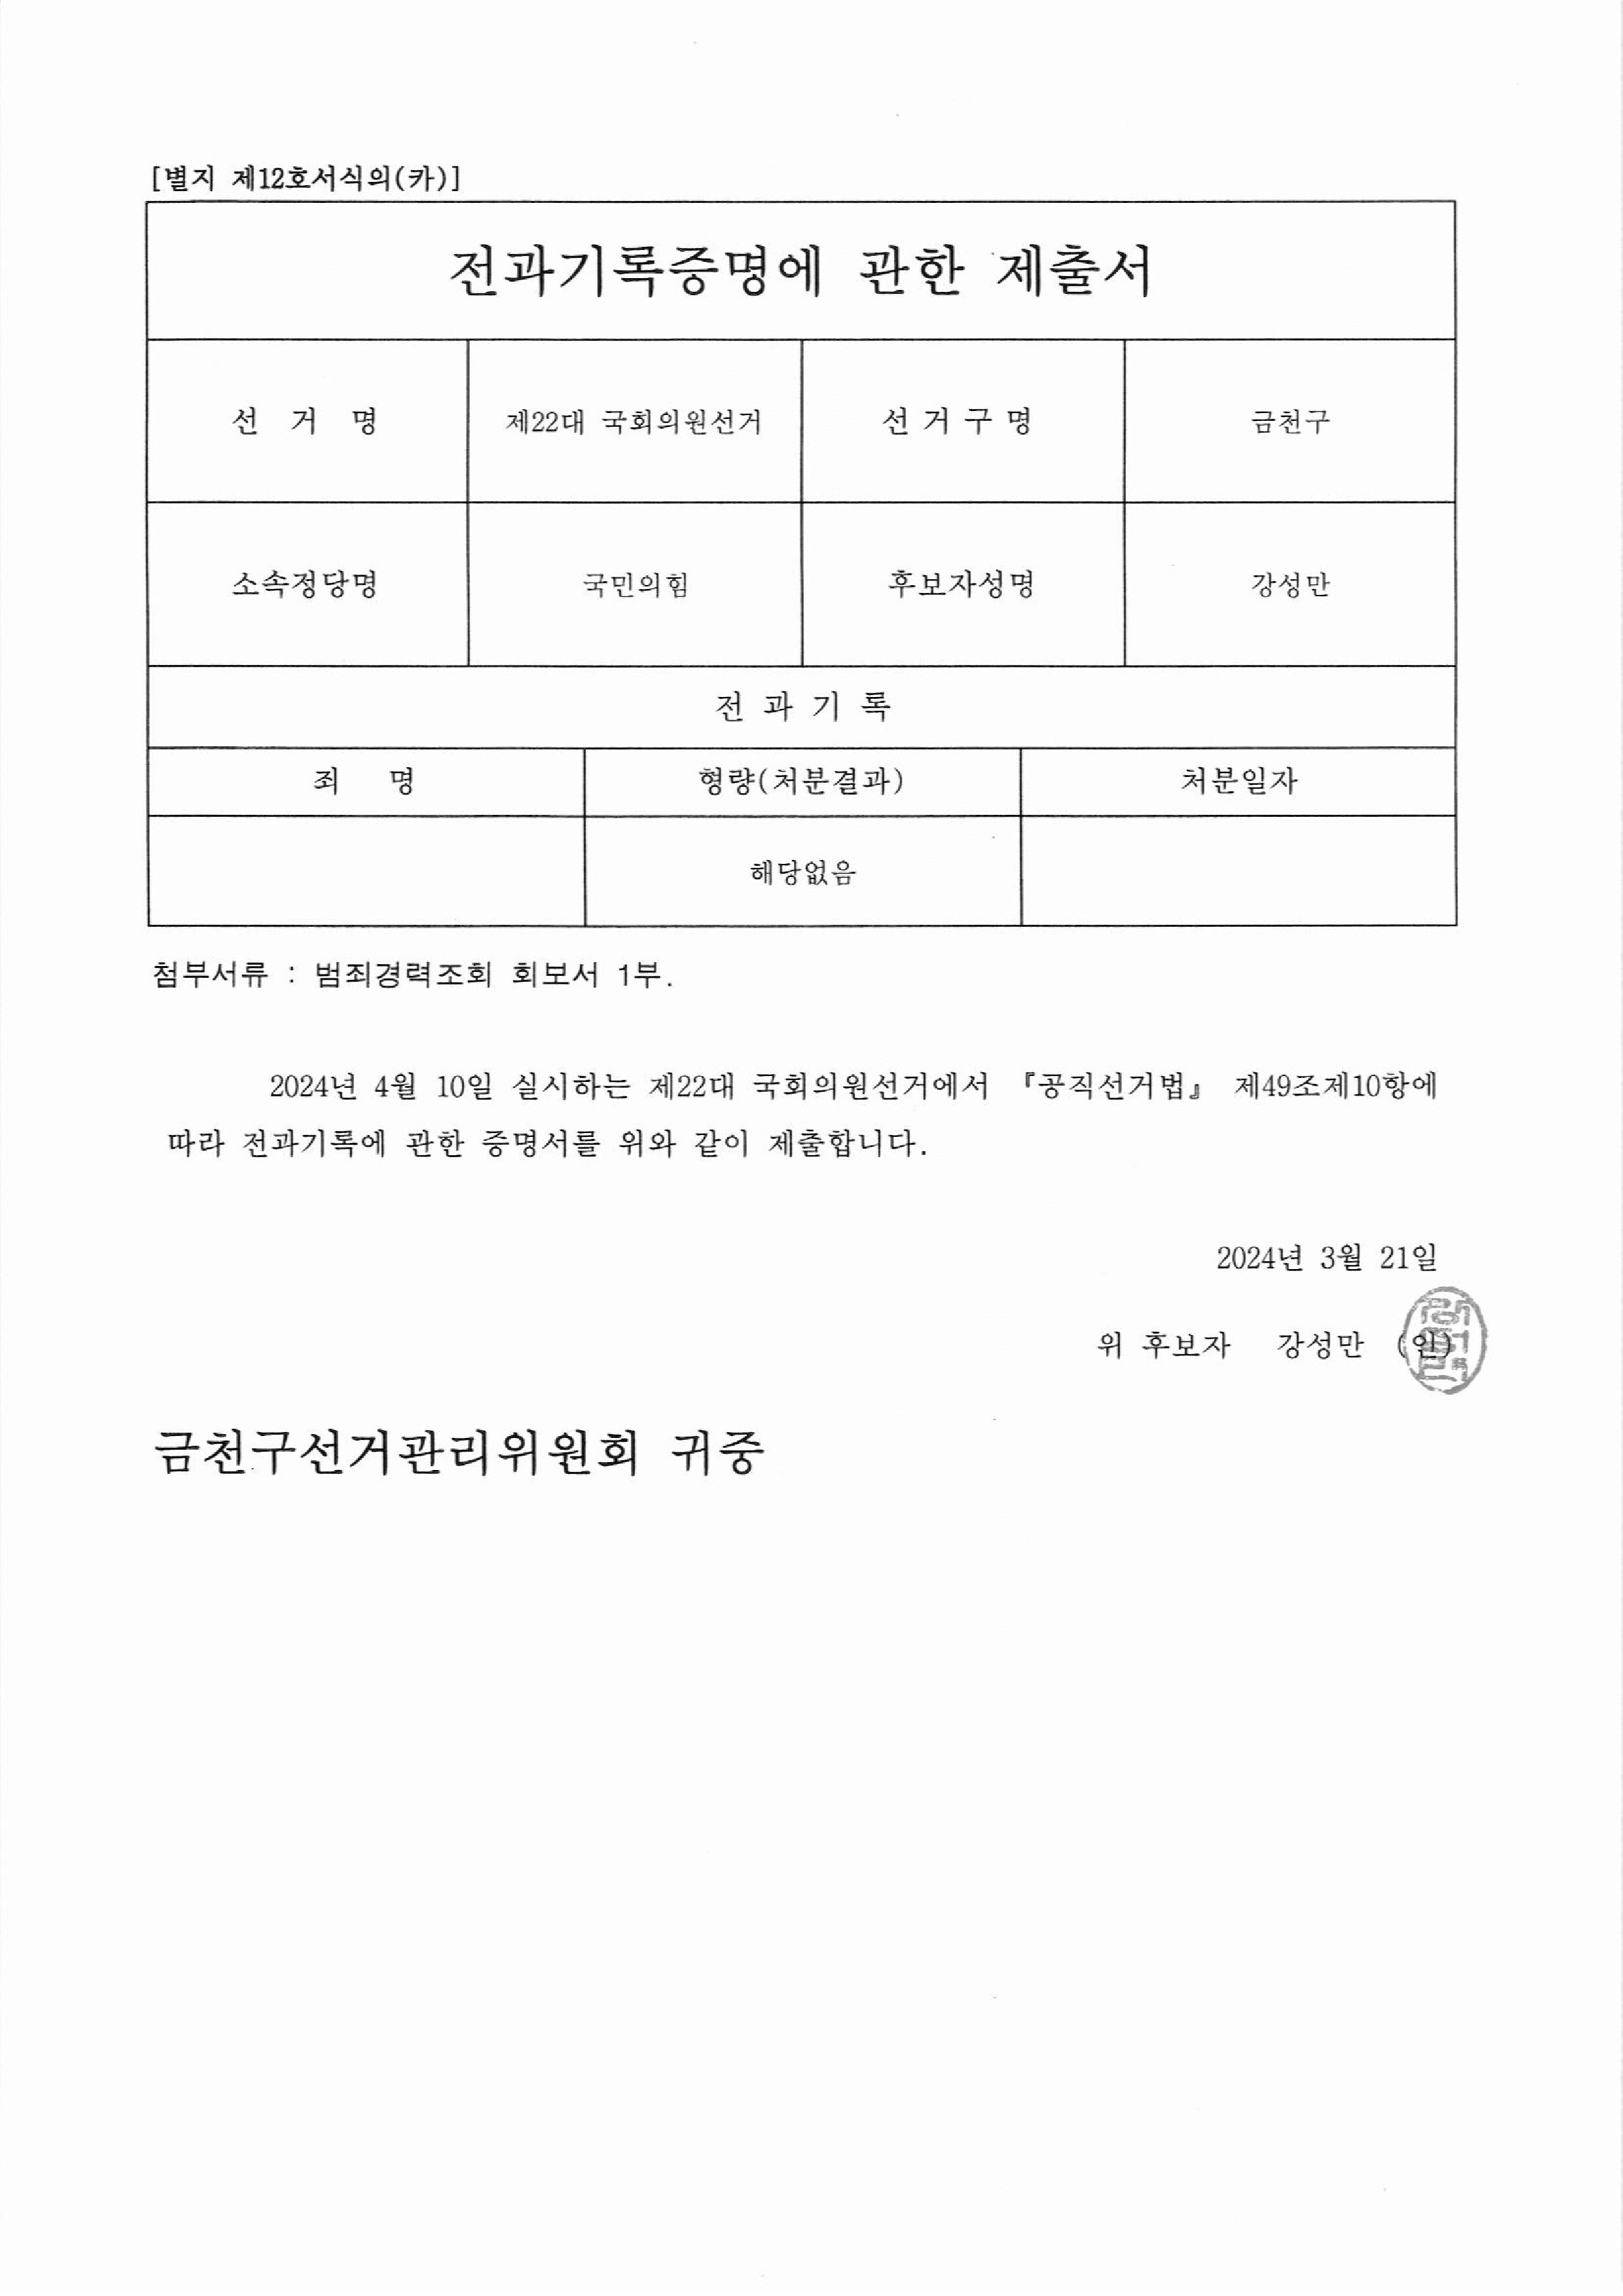 [별지 제12호서식의(카)]
전과기록증명에 관한 제출서
선 거 명 제22대 국회의원선거 선 거 구 명 금천구
소속정당명 국민의힘 후보자성명 강성만
전 과 기 록
죄 명 형량(처분결과) 처분일자
해당없음
첨부서류 : 범죄경력조회 회보서 1부.
2024년 4월 10일 실시하는 제22대 국회의원선거에서 『공직선거법』 제49조제10항에
따라 전과기록에 관한 증명서를 위와 같이 제출합니다.
2024년 3월 21일
위 후보자 강성만 (인)
금천구선거관리위원회 귀중